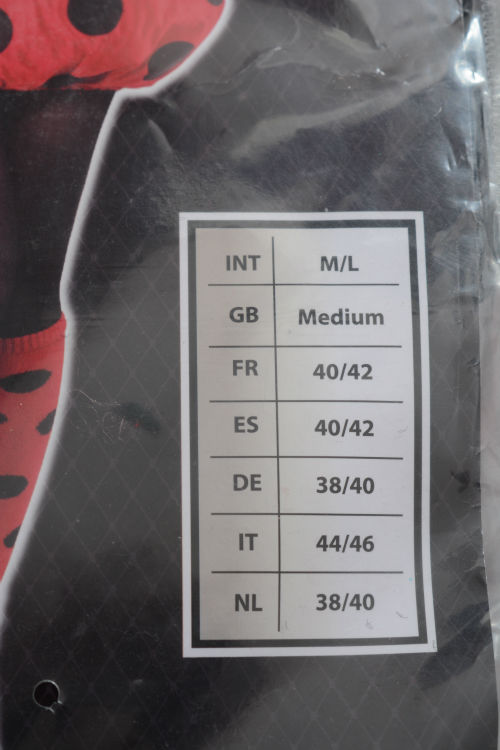 INT M/L
GB Medium
FR 40/42
ES 40/42
DE 38/40
IT 44/46
NL 38/40